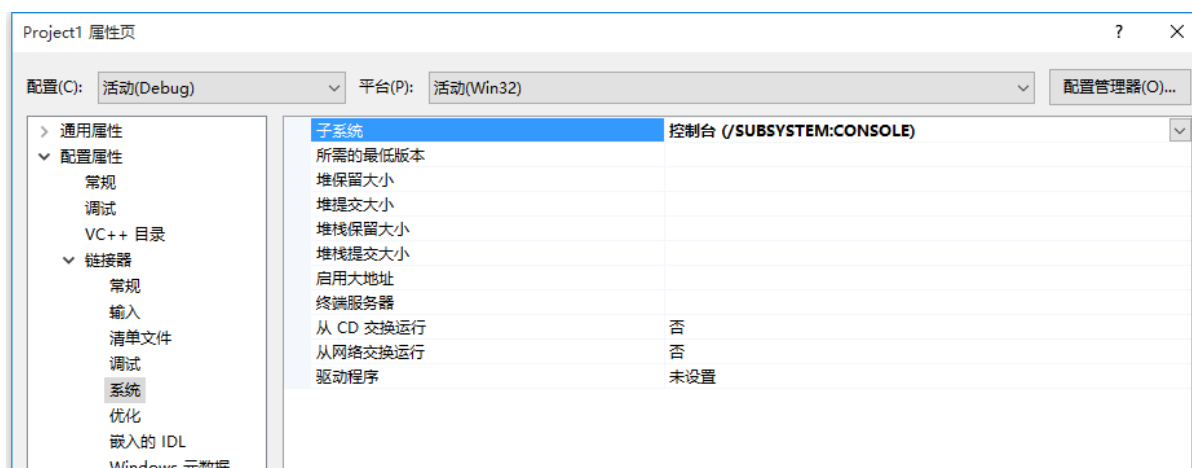 Project1 属性页 ?
配置(C): 活动(Debug) 平台(P): 活动(Win32) 配置管理器(O)...
通用属性
配置属性
常规
调试
VC++ 目录
链接器
常规
输入
清单文件
调试
系统
优化
嵌入的 IDL
Windows 元数据
子系统 控制台 (/SUBSYSTEM:CONSOLE)
所需的最低版本
堆保留大小
堆提交大小
堆栈保留大小
堆栈提交大小
启用大地址
终端服务器
从 CD 交换运行 否
从网络交换运行 否
驱动程序 未设置